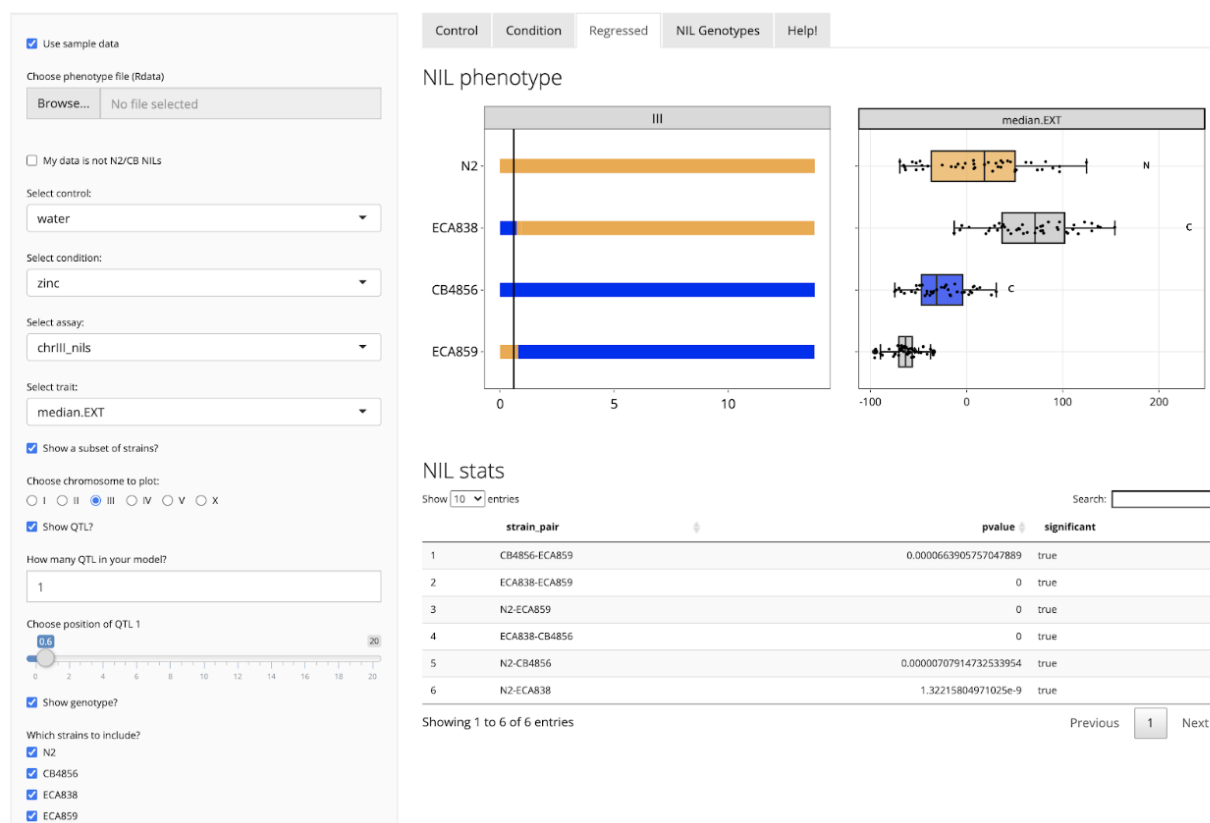 Use sample data
Choose phenotype file (Rdata)
Browse... No file selected
My data is not N2/CB NILs
Select control:
water
Select condition:
zinc
Select assay:
chrIII_nils
Select trait:
median.EXT
Show a subset of strains?
Choose chromosome to plot:
I II III IV V X
Show QTL?
How many QTL in your model?
1
Choose position of QTL 1
0.6 20
0 2 4 6 8 10 12 14 16 18 20
Show genotype?
Which strains to include?
N2
CB4856
ECA838
ECA859
Control Condition Regressed NIL Genotypes Help!
NIL phenotype
III
N2
ECA838
CB4856
ECA859
0 5 10
median.EXT
N
C
C
-100 0 100 200
NIL stats
Show 10 entries
Search:
strain_pair pvalue significant
1 CB4856-ECA859 0.0000663905757047889 true
2 ECA838-ECA859 0 true
3 N2-ECA859 0 true
4 ECA838-CB4856 0 true
5 N2-CB4856 0.00000707914732533954 true
6 N2-ECA838 1.32215804971025e-9 true
Showing 1 to 6 of 6 entries
Previous 1 Next